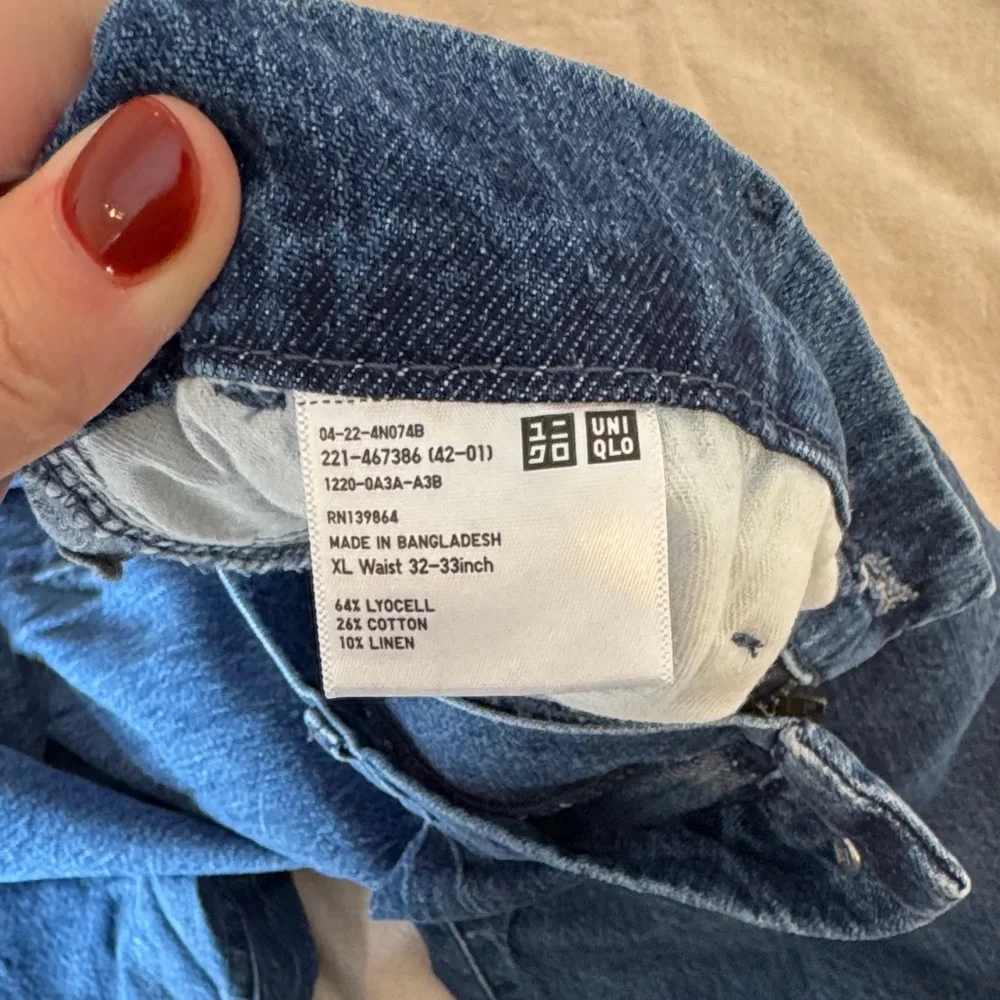 04-22-4N074B
221-467386 (42-01)
1220-0A3A-A3B
ユニ
クロ
UNI
QLO
RN139864
MADE IN BANGLADESH
XL Waist 32-33inch
64% LYOCELL
26% COTTON
10% LINEN